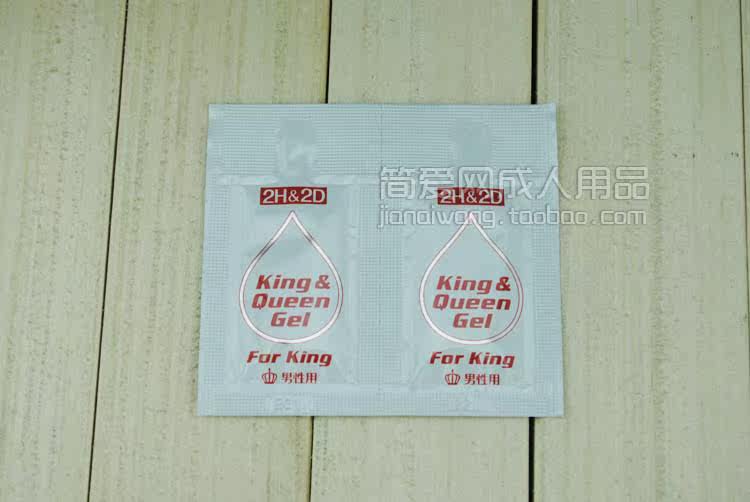 简爱网成人用品
jianaiwang.taobao.com
2H&2D
King &
Queen
Gel
For King
男性用
2H&2D
King &
Queen
Gel
For King
男性用